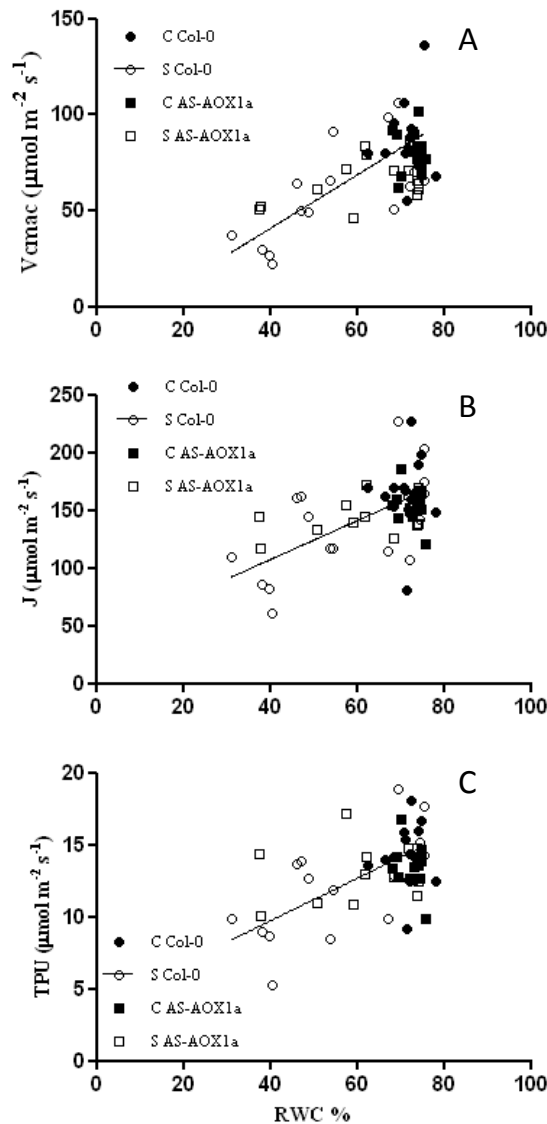 A
C Col-0
S Col-0
C AS-AOX1a
S AS-AOX1a
Vcmac (µmol m⁻² s⁻¹)
150
100
50
0
0 20 40 60 80 100
B
C Col-0
S Col-0
C AS-AOX1a
S AS-AOX1a
J (µmol m⁻² s⁻¹)
250
200
150
100
50
0
0 20 40 60 80 100
C
C Col-0
S Col-0
C AS-AOX1a
S AS-AOX1a
TPU (µmol m⁻² s⁻¹)
20
15
10
5
0
0 20 40 60 80 100
RWC %